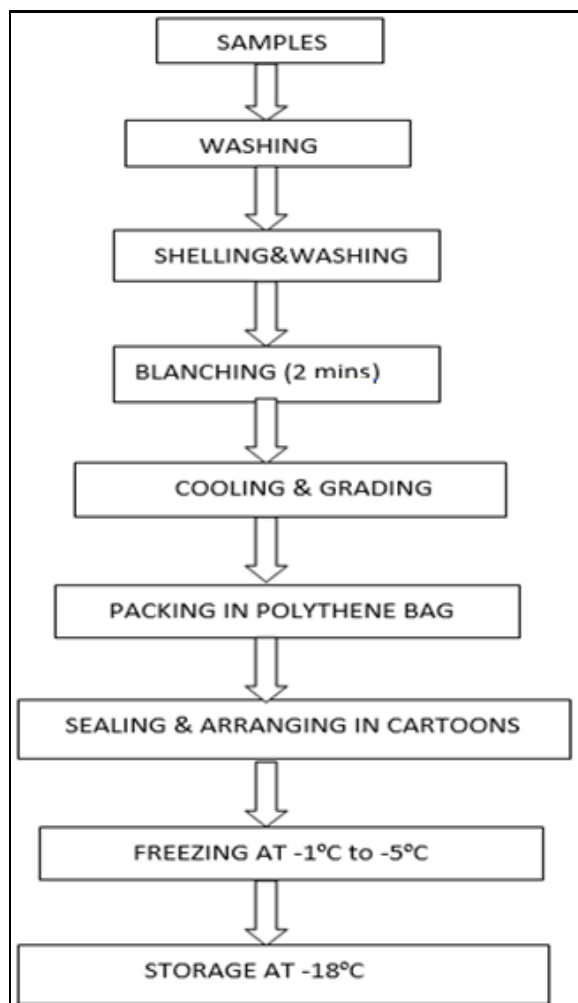 SAMPLES
WASHING
SHELLING&WASHING
BLANCHING (2 mins)
COOLING & GRADING
PACKING IN POLYTHENE BAG
SEALING & ARRANGING IN CARTOONS
FREEZING AT -1°C to -5°C
STORAGE AT -18°C